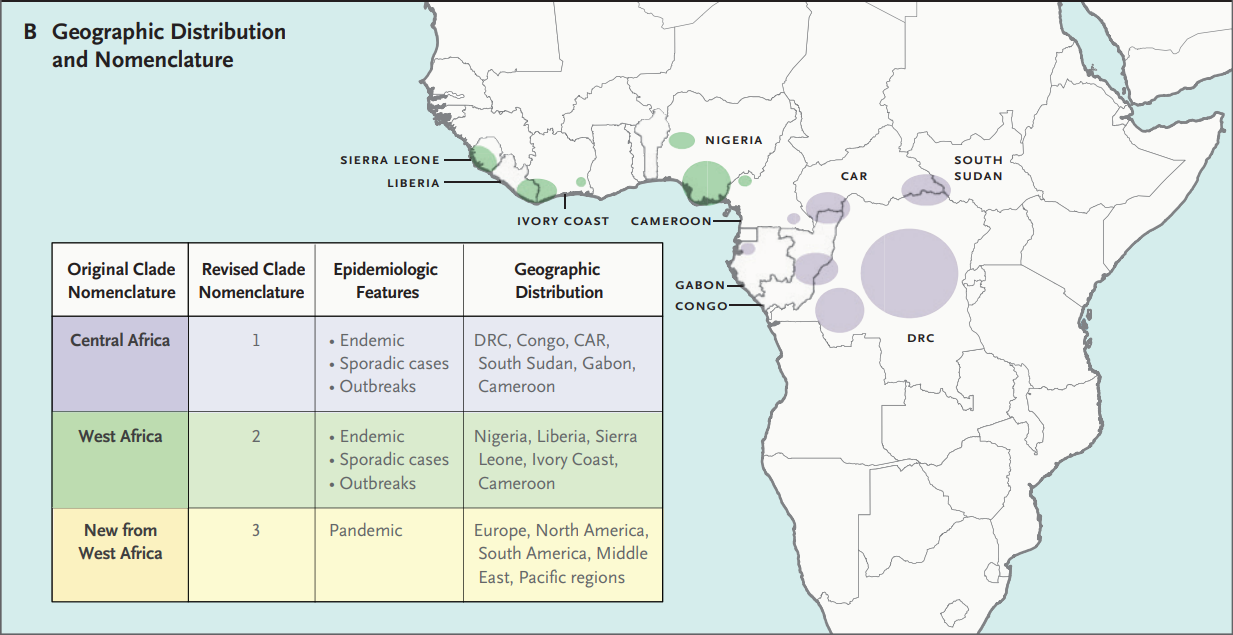 B Geographic Distribution
and Nomenclature
NIGERIA
SIERRA LEONE
LIBERIA
IVORY COAST
CAMEROON
CAR
SOUTH
SUDAN
GABON
CONGO
DRC
Original Clade
Nomenclature
Revised Clade
Nomenclature
Epidemiologic
Features
Geographic
Distribution
Central Africa
1
• Endemic
• Sporadic cases
• Outbreaks
DRC, Congo, CAR,
South Sudan, Gabon,
Cameroon
West Africa
2
• Endemic
• Sporadic cases
• Outbreaks
Nigeria, Liberia, Sierra
Leone, Ivory Coast,
Cameroon
New from
West Africa
3
Pandemic
Europe, North America,
South America, Middle
East, Pacific regions